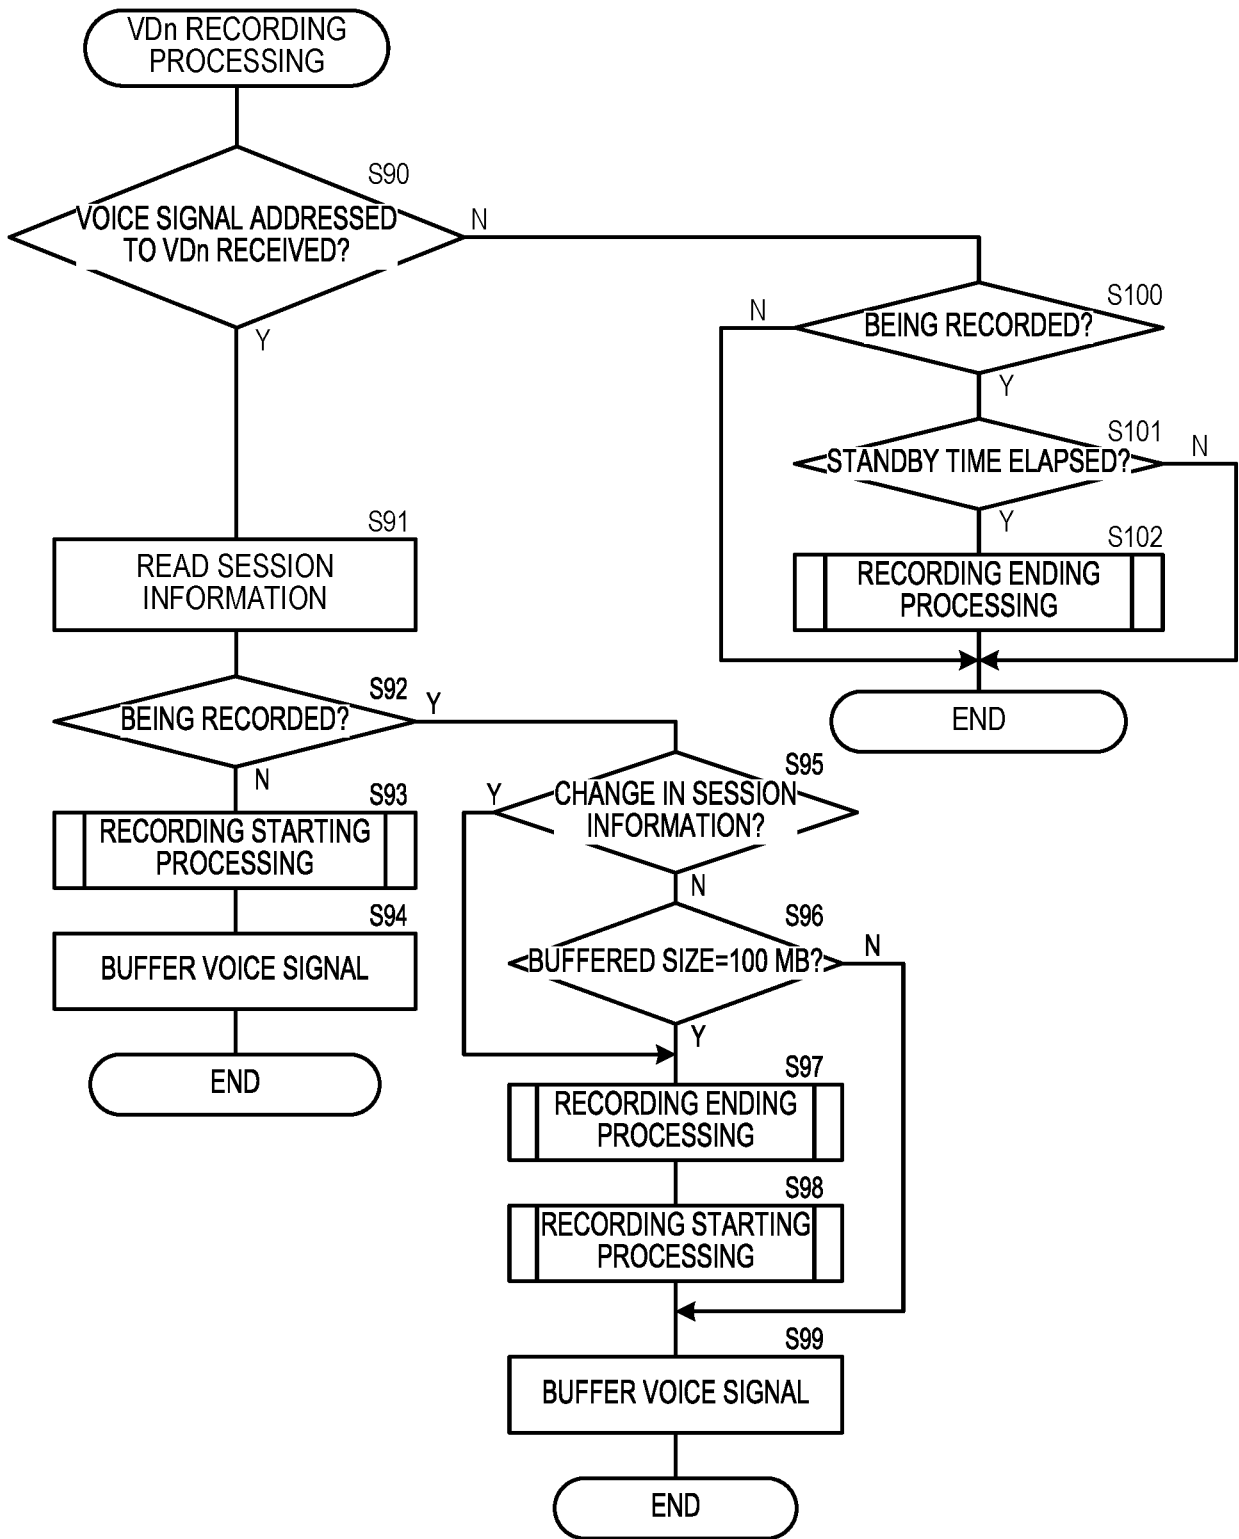 VDn RECORDING
PROCESSING
S90
VOICE SIGNAL ADDRESSED
TO VDn RECEIVED?
N
Y
S100
BEING RECORDED?
N
Y
S101
STANDBY TIME ELAPSED?
N
Y
S102
RECORDING ENDING
PROCESSING
END
S91
READ SESSION
INFORMATION
S92
BEING RECORDED?
Y
N
S93
RECORDING STARTING
PROCESSING
S94
BUFFER VOICE SIGNAL
END
S95
CHANGE IN SESSION
INFORMATION?
Y
N
S96
BUFFERED SIZE=100 MB?
N
Y
S97
RECORDING ENDING
PROCESSING
S98
RECORDING STARTING
PROCESSING
S99
BUFFER VOICE SIGNAL
END